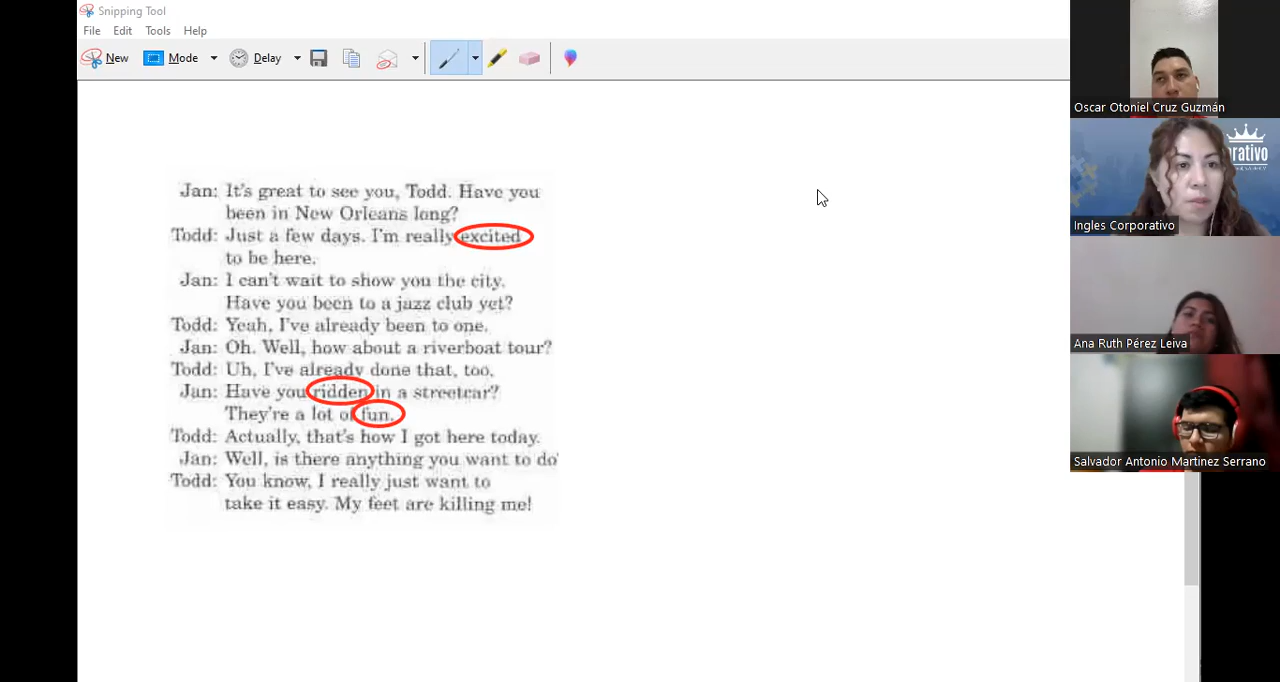 Snipping Tool
File Edit Tools Help
New Mode Delay
Jan: It's great to see you, Todd. Have you
been in New Orleans long?
Todd: Just a few days. I'm really excited
to be here.
Jan: I can't wait to show you the city.
Have you been to a jazz club yet?
Todd: Yeah, I've already been to one.
Jan: Oh. Well, how about a riverboat tour?
Todd: Uh, I've already done that, too.
Jan: Have you ridden in a streetcar?
They're a lot of fun.
Todd: Actually, that's how I got here today.
Jan: Well, is there anything you want to do
Todd: You know, I really just want to
take it easy. My feet are killing me!
Oscar Otoniel Cruz Guzmán
rativo
Ingles Corporativo
Ana Ruth Pérez Leiva
Salvador Antonio Martinez Serrano